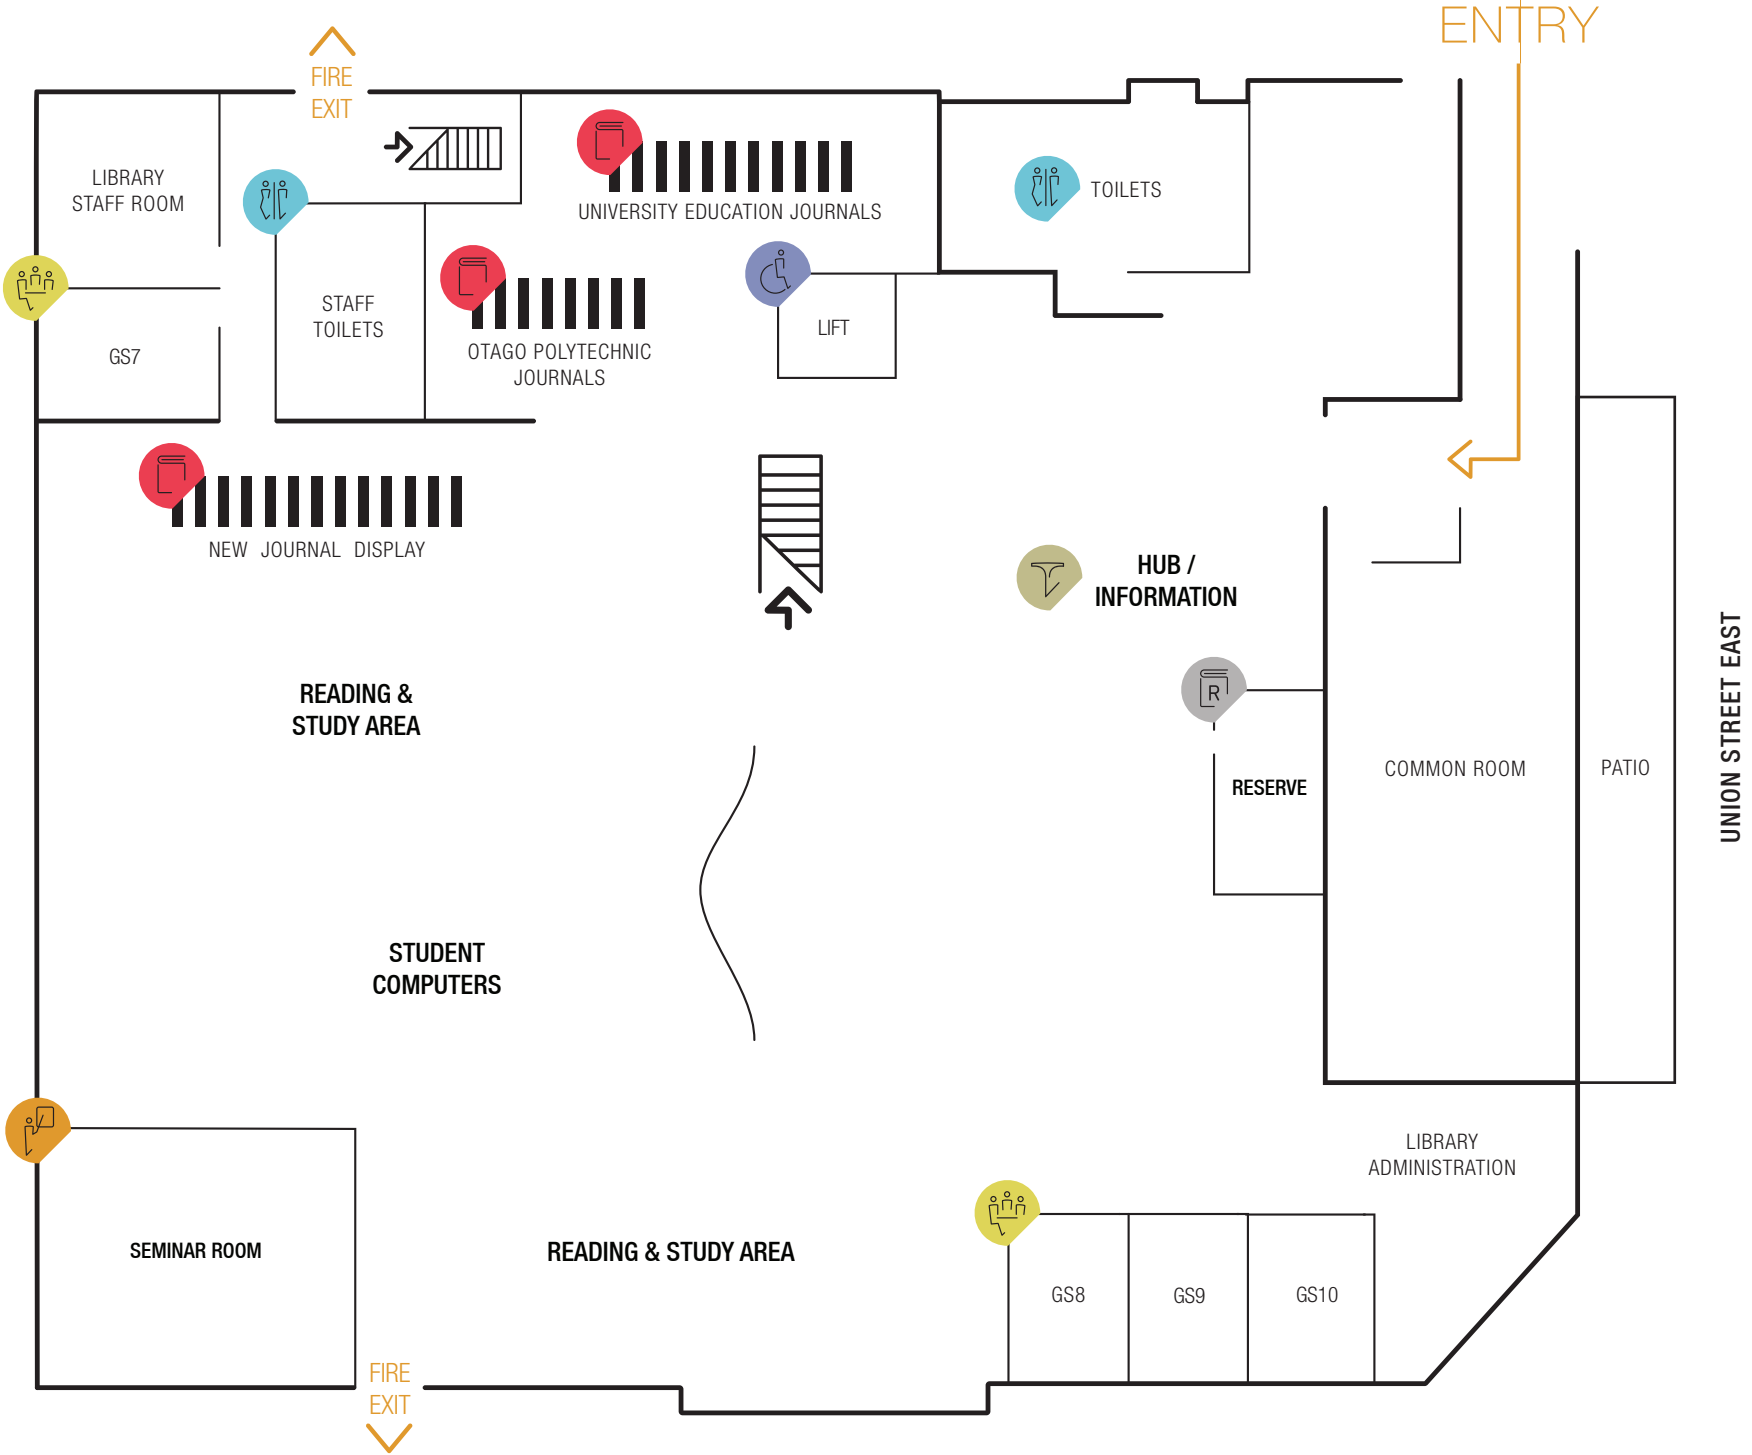 ENTRY
FIRE
EXIT
LIBRARY
STAFF ROOM
TOILETS
UNIVERSITY EDUCATION JOURNALS
STAFF
TOILETS
LIFT
GS7
OTAGO POLYTECHNIC
JOURNALS
NEW JOURNAL DISPLAY
HUB /
INFORMATION
READING &
STUDY AREA
R
RESERVE
COMMON ROOM
PATIO
UNION STREET EAST
STUDENT
COMPUTERS
LIBRARY
ADMINISTRATION
SEMINAR ROOM
READING & STUDY AREA
GS8
GS9
GS10
FIRE
EXIT